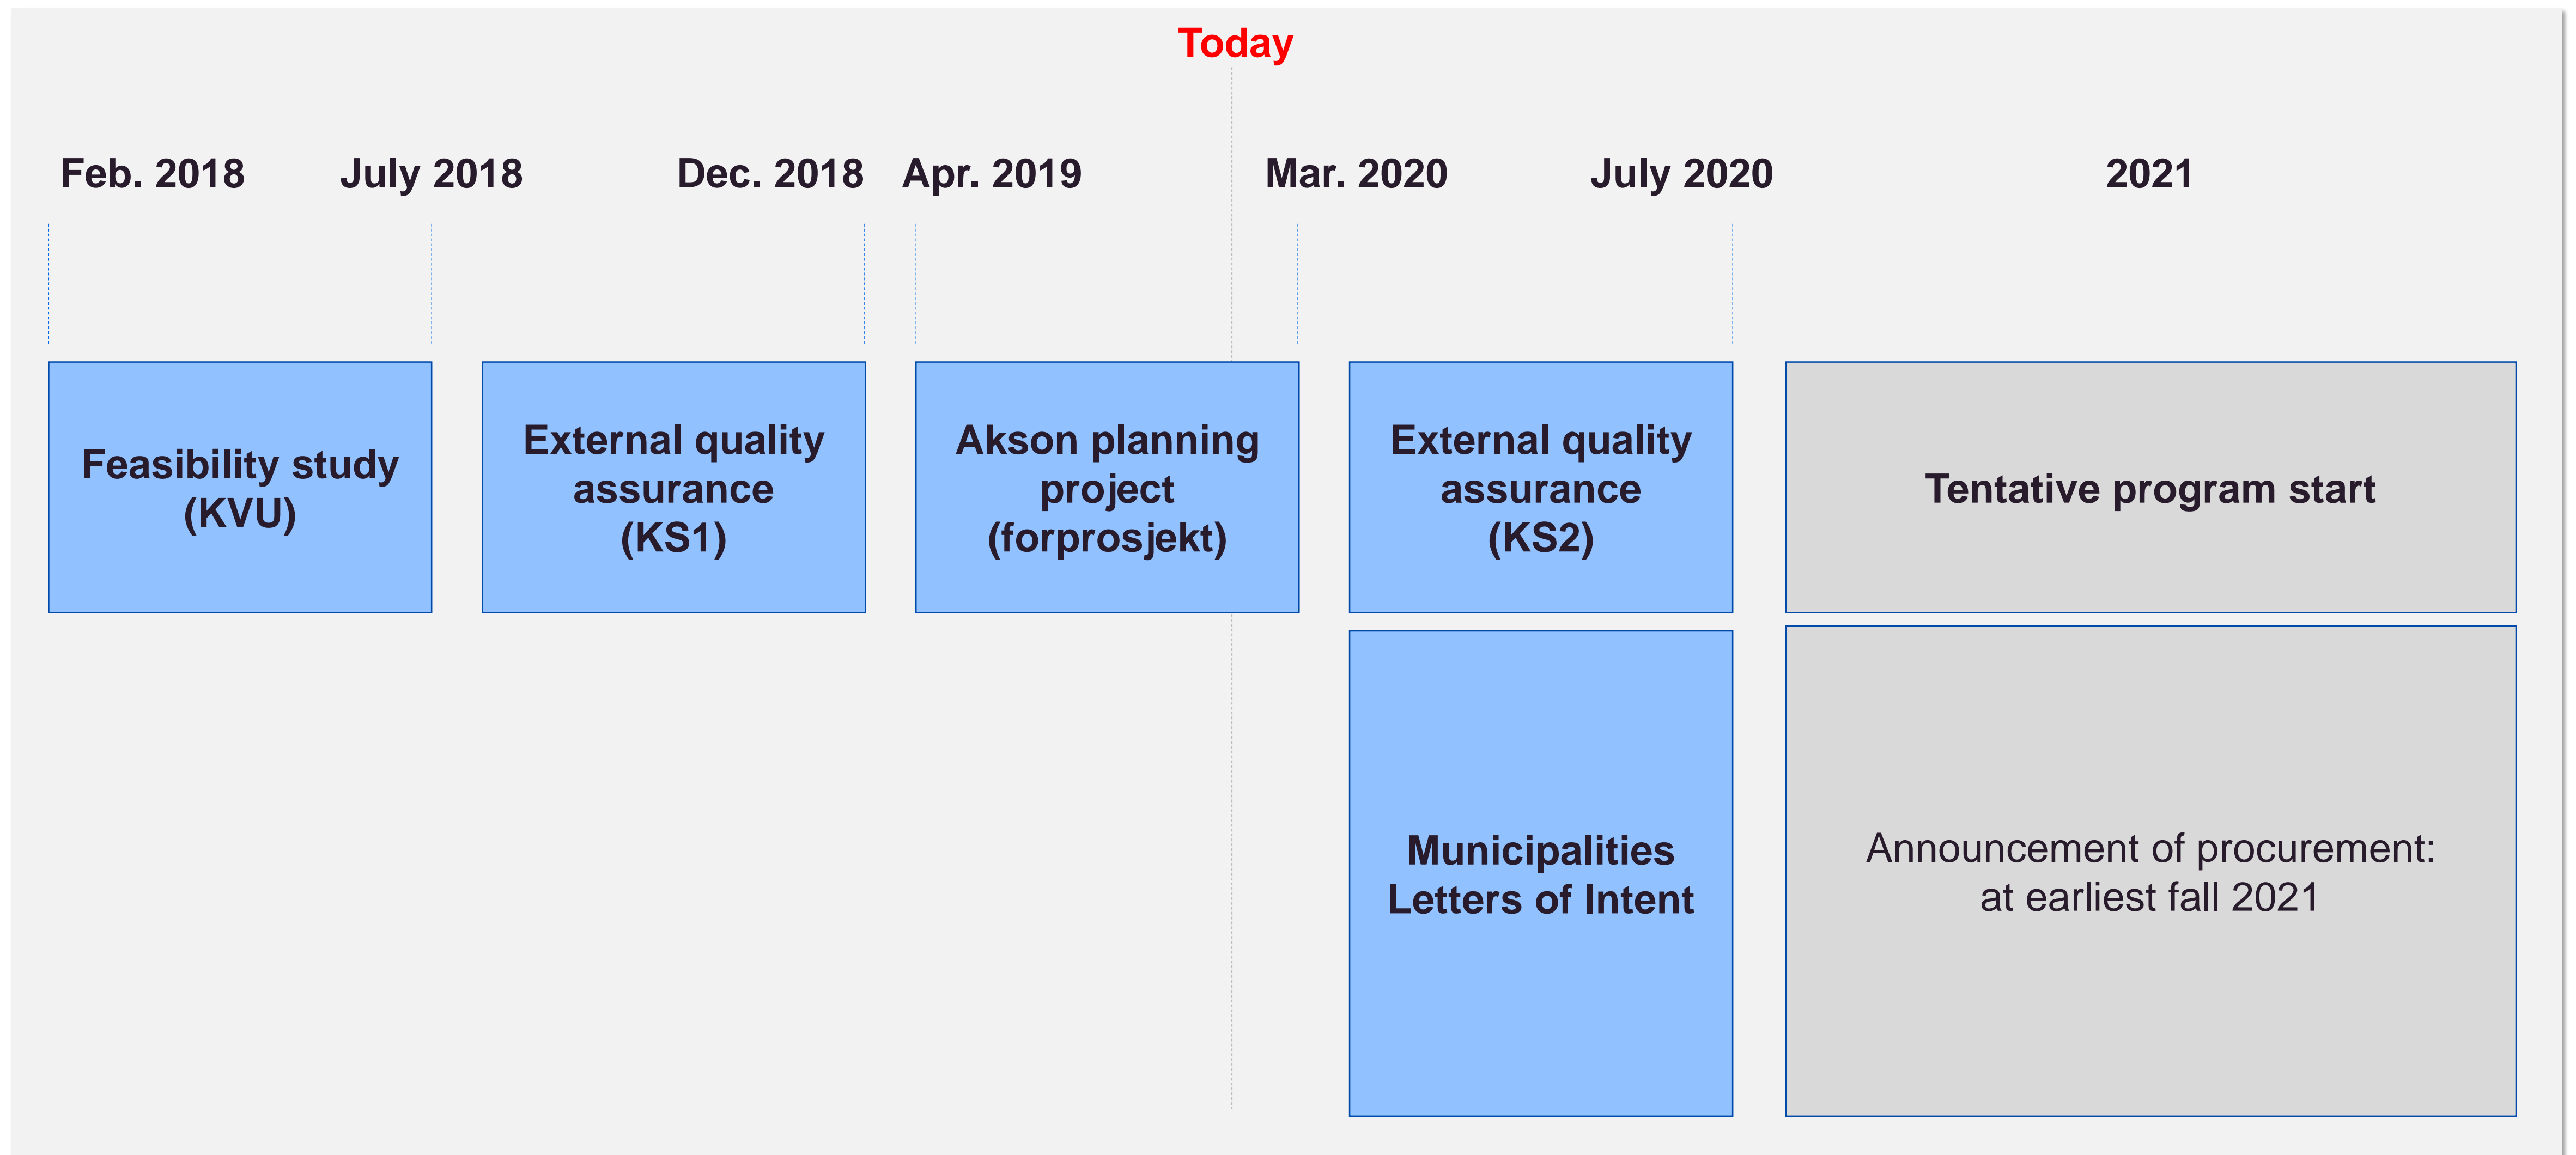 Today
Feb. 2018
July 2018
Dec. 2018
Apr. 2019
Mar. 2020
July 2020
2021
Feasibility study
(KVU)
External quality
assurance
(KS1)
Akson planning
project
(forprosjekt)
External quality
assurance
(KS2)
Tentative program start
Municipalities
Letters of Intent
Announcement of procurement:
at earliest fall 2021